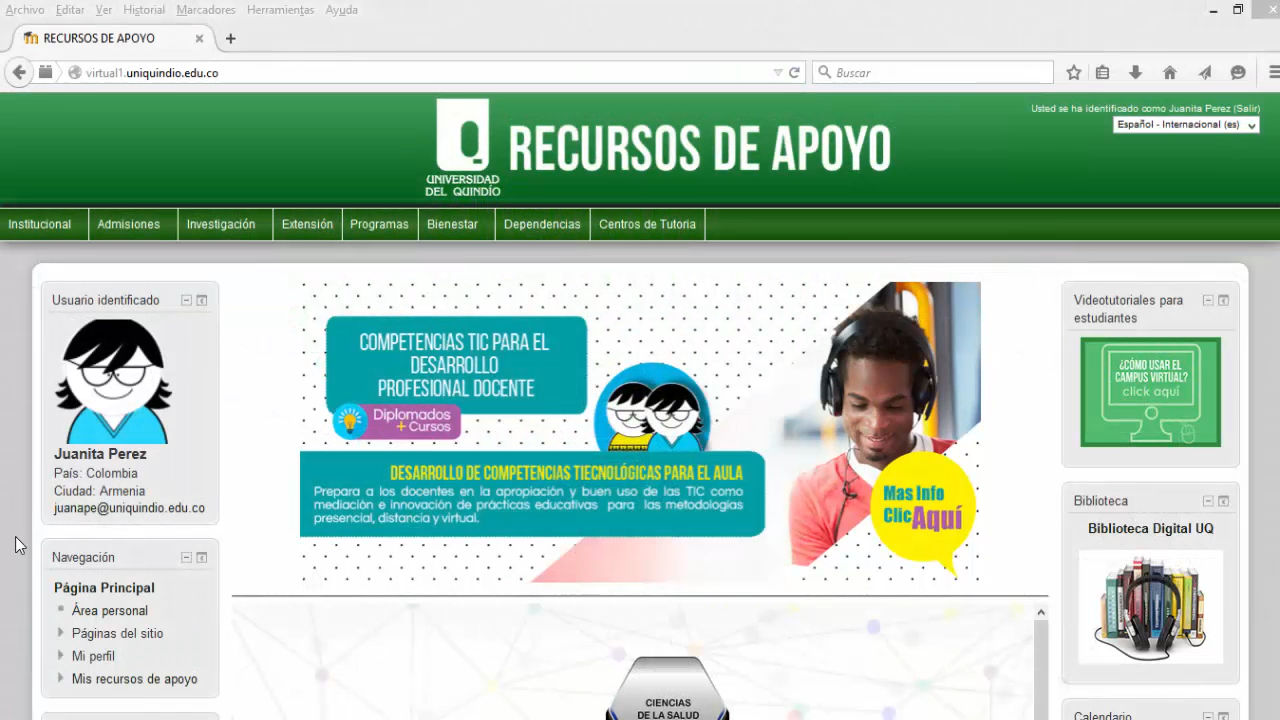 Archivo Editar Ver Historial Marcadores Herramientas Ayuda
RECURSOS DE APOYO
virtual1.uniquindio.edu.co
Buscar
Usted se ha identificado como Juanita Perez (Salir)
Español - Internacional (es)
UNIVERSIDAD
DEL QUINDÍO
RECURSOS DE APOYO
Institucional Admisiones Investigación Extensión Programas Bienestar Dependencias Centros de Tutoria
Usuario identificado
Juanita Perez
País: Colombia
Ciudad: Armenia
juanape@uniquindio.edu.co
Navegación
Página Principal
Área personal
Páginas del sitio
Mi perfil
Mis recursos de apoyo
COMPETENCIAS TIC PARA EL
DESARROLLO
PROFESIONAL DOCENTE
Diplomados
+Cursos
DESARROLLO DE COMPETENCIAS TIECNOLÓGICAS PARA EL AULA
Prepara a los docentes en la apropiación y buen uso de las TIC como
mediación e innovación de prácticas educativas para las metodologías
presencial, distancia y virtual.
Mas Info
Clic Aquí
CIENCIAS
DE LA SALUD
Videotutoriales para
estudiantes
¿CÓMO USAR EL
CAMPUS VIRTUAL?
click aquí
Biblioteca
Biblioteca Digital UQ
Calendario